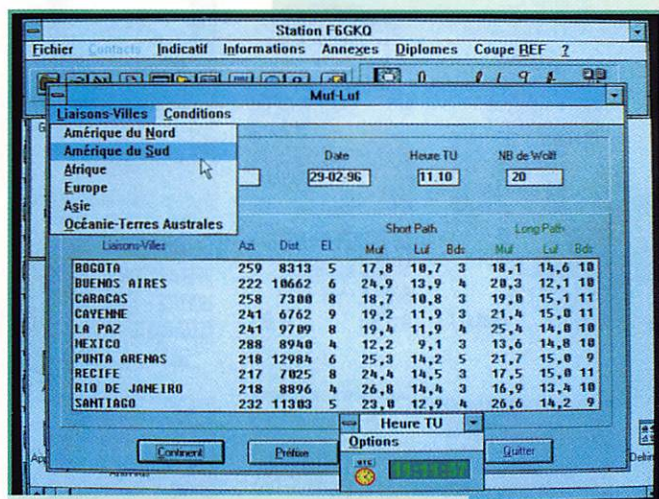 Station F6GKQ
Fichier Contacts Indicatif Informations Annexes Diplomes Coupe REF ?
Muf-Luf
Liaisons-Villes Conditions
Amérique du Nord
Amérique du Sud
Afrique
Europe
Asie
Océanie-Terres Australes
Date Heure TU NB de Wolf
29-02-96 11.10 20
Short Path Long Path
Liaisons-Villes Azi. Dist. El. Muf Luf Bds Muf Luf Bds
BOGOTA 259 8313 5 17,8 10,7 3 18,1 14,6 10
BUENOS AIRES 222 10662 6 24,9 13,9 4 20,3 12,1 10
CARACAS 258 7300 8 18,7 10,8 3 19,0 15,1 11
CAYENNE 241 6762 9 19,2 11,9 3 21,4 15,0 11
LA PAZ 241 9709 8 19,4 11,9 4 25,4 14,0 10
MEXICO 288 8940 4 12,2 9,1 3 13,6 14,8 10
PUNTA ARENAS 218 12984 6 25,3 14,2 5 21,7 15,0 9
RECIFE 217 7025 8 24,4 14,5 3 17,5 15,0 11
RIO DE JANEIRO 218 8896 4 26,8 14,4 3 16,9 13,4 10
SANTIAGO 232 11303 5 23,0 12,9 4 26,6 14,2 9
Heure TU
Options
Continent Préfixe Quitter
UTC